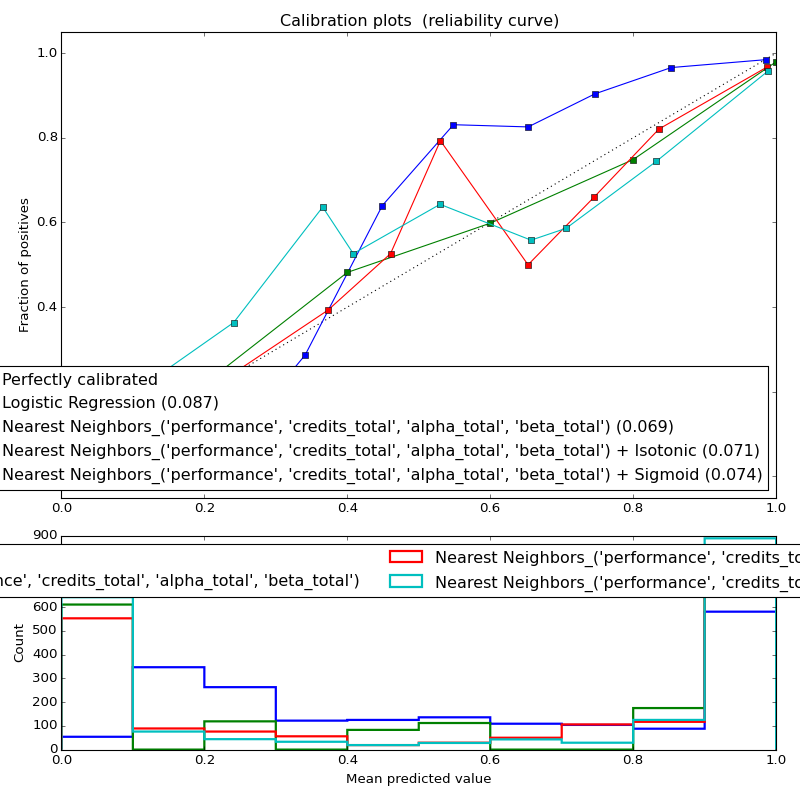 Calibration plots  (reliability curve)
1.0
0.8
0.6
0.4
Fraction of positives
Perfectly calibrated
Logistic Regression (0.087)
Nearest Neighbors_('performance', 'credits_total', 'alpha_total', 'beta_total') (0.069)
Nearest Neighbors_('performance', 'credits_total', 'alpha_total', 'beta_total') + Isotonic (0.071)
Nearest Neighbors_('performance', 'credits_total', 'alpha_total', 'beta_total') + Sigmoid (0.074)
0.0 0.2 0.4 0.6 0.8 1.0
900
Nearest Neighbors_('performance', 'credits_to
nce', 'credits_total', 'alpha_total', 'beta_total') Nearest Neighbors_('performance', 'credits_to
600
500
400
300
200
100
0
Count
0.0 0.2 0.4 0.6 0.8 1.0
Mean predicted value